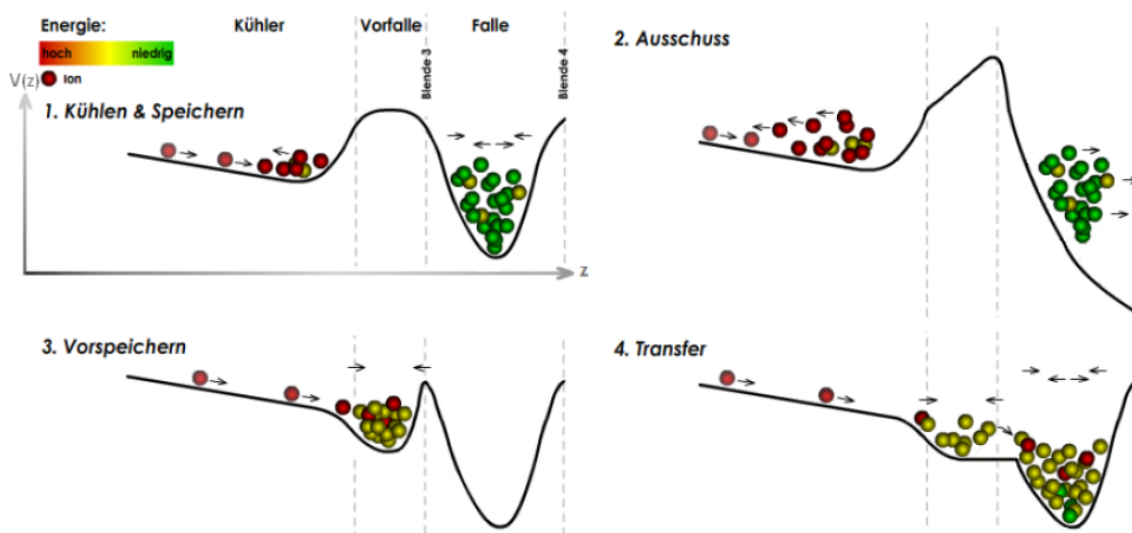 Energie:
hoch
niedrig
Ion
Kühler
Vorfalle
Falle
Blende 3
Blende 4
V(z)
1. Kühlen & Speichern
z
2. Ausschuss
3. Vorspeichern
4. Transfer